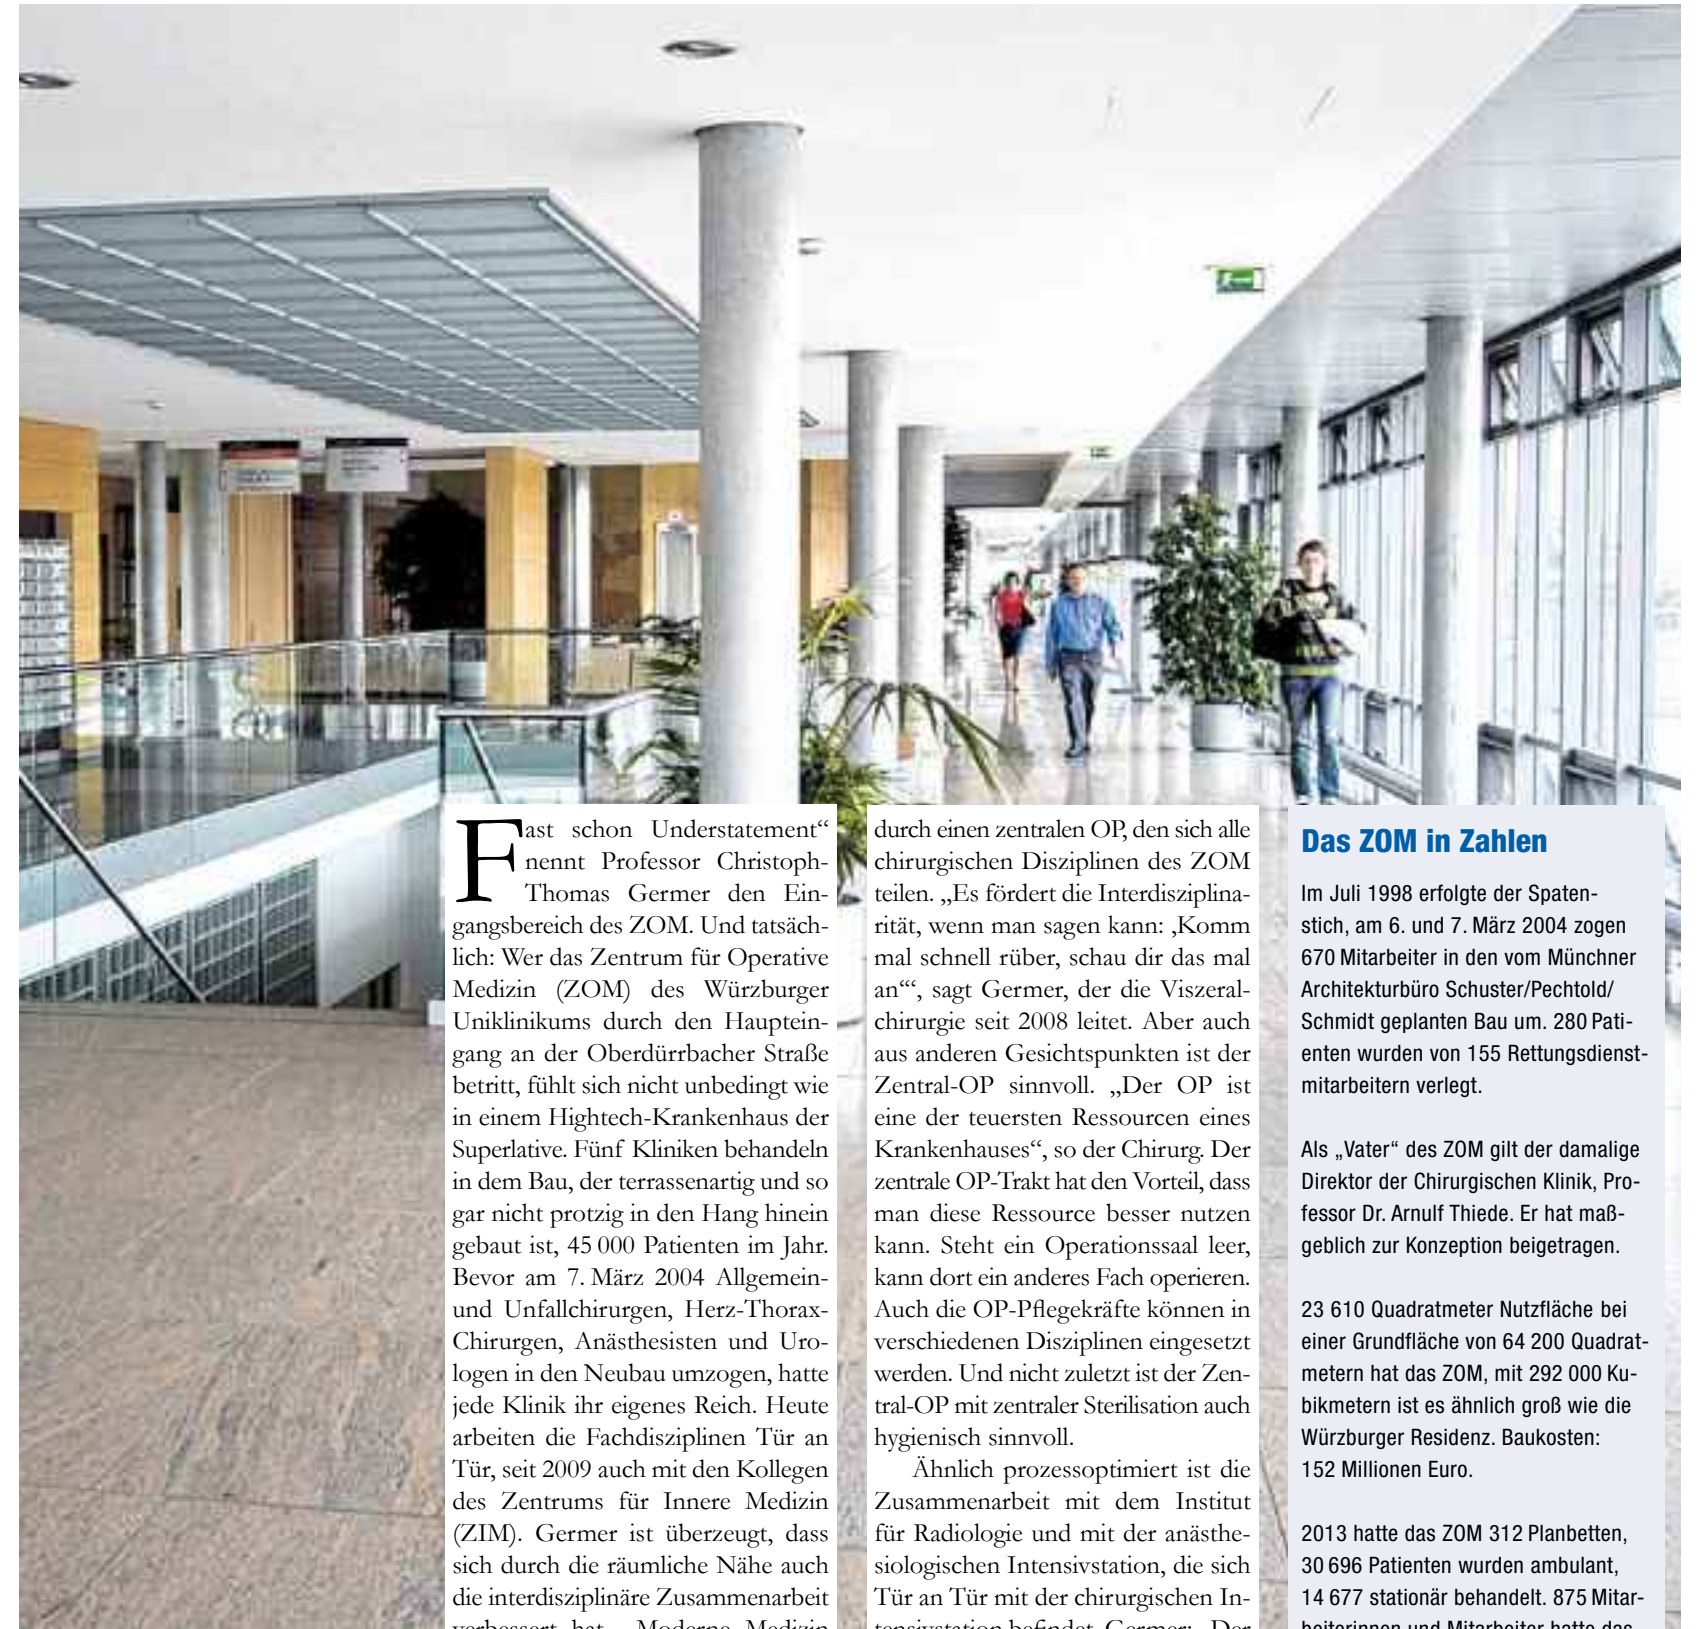 Fast schon Understatement“
nennt Professor Christoph-
Thomas Germer den Ein-
gangsbereich des ZOM. Und tatsäch-
lich: Wer das Zentrum für Operative
Medizin (ZOM) des Würzburger
Uniklinikums durch den Hauptein-
gang an der Oberdürrbacher Straße
betritt, fühlt sich nicht unbedingt wie
in einem Hightech-Krankenhaus der
Superlative. Fünf Kliniken behandeln
in dem Bau, der terrassenartig und so
gar nicht protzig in den Hang hinein
gebaut ist, 45 000 Patienten im Jahr.
Bevor am 7. März 2004 Allgemein-
und Unfallchirurgen, Herz-Thorax-
Chirurgen, Anästhesisten und Uro-
logen in den Neubau umzogen, hatte
jede Klinik ihr eigenes Reich. Heute
arbeiten die Fachdisziplinen Tür an
Tür, seit 2009 auch mit den Kollegen
des Zentrums für Innere Medizin
(ZIM). Germer ist überzeugt, dass
sich durch die räumliche Nähe auch
die interdisziplinäre Zusammenarbeit
verbessert hat. „Moderne Medizin
durch einen zentralen OP, den sich alle
chirurgischen Disziplinen des ZOM
teilen. „Es fördert die Interdisziplina-
rität, wenn man sagen kann: ‚Komm
mal schnell rüber, schau dir das mal
an‘“, sagt Germer, der die Viszeral-
chirurgie seit 2008 leitet. Aber auch
aus anderen Gesichtspunkten ist der
Zentral-OP sinnvoll. „Der OP ist
eine der teuersten Ressourcen eines
Krankenhauses“, so der Chirurg. Der
zentrale OP-Trakt hat den Vorteil, dass
man diese Ressource besser nutzen
kann. Steht ein Operationssaal leer,
kann dort ein anderes Fach operieren.
Auch die OP-Pflegekräfte können in
verschiedenen Disziplinen eingesetzt
werden. Und nicht zuletzt ist der Zen-
tral-OP mit zentraler Sterilisation auch
hygienisch sinnvoll.
Ähnlich prozessoptimiert ist die
Zusammenarbeit mit dem Institut
für Radiologie und mit der anästhe-
siologischen Intensivstation, die sich
Tür an Tür mit der chirurgischen In-
tensivstation befindet. Germer: „Der
Das ZOM in Zahlen
Im Juli 1998 erfolgte der Spaten-
stich, am 6. und 7. März 2004 zogen
670 Mitarbeiter in den vom Münchner
Architekturbüro Schuster/Pechtold/
Schmidt geplanten Bau um. 280 Pati-
enten wurden von 155 Rettungsdienst-
mitarbeitern verlegt.
Als „Vater“ des ZOM gilt der damalige
Direktor der Chirurgischen Klinik, Pro-
fessor Dr. Arnulf Thiede. Er hat maß-
geblich zur Konzeption beigetragen.
23 610 Quadratmeter Nutzfläche bei
einer Grundfläche von 64 200 Quadrat-
metern hat das ZOM, mit 292 000 Ku-
bikmetern ist es ähnlich groß wie die
Würzburger Residenz. Baukosten:
152 Millionen Euro.
2013 hatte das ZOM 312 Planbetten,
30 696 Patienten wurden ambulant,
14 677 stationär behandelt. 875 Mitar-
beiterinnen und Mitarbeiter hatte das